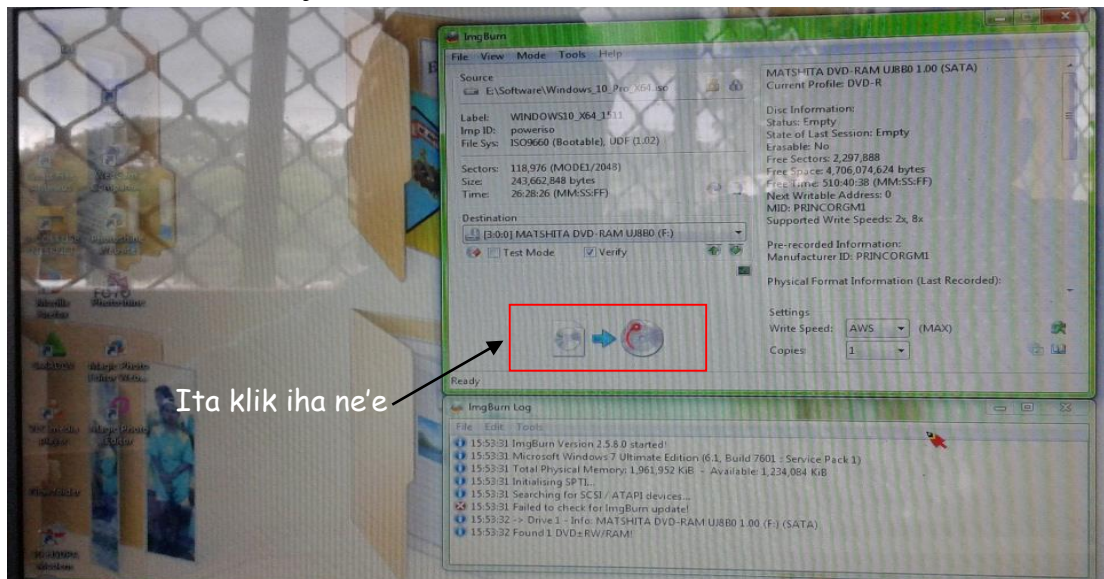 ImgBurn
File View Mode Tools Help
Source
E:\Software\Windows_10_Pro_X64.iso
Label: WINDOWS10_X64_1511
Imp ID: poweriso
File Sys: ISO9660 (Bootable), UDF (1.02)
Sectors: 118,976 (MODE1/2048)
Size: 243,662,848 bytes
Time: 26:28:26 (MM:SS:FF)
Destination
[3:0:0] MATSHITA DVD-RAM UJ8B0 (F:)
Test Mode Verify
MATSHITA DVD-RAM UJ8B0 1.00 (SATA)
Current Profile: DVD-R
Disc Information:
Status: Empty
State of Last Session: Empty
Erasable: No
Free Sectors: 2,297,888
Free Space: 4,706,074,624 bytes
Free Time: 510:40:38 (MM:SS:FF)
Next Writable Address: 0
MID: PRINCORGM1
Supported Write Speeds: 2x, 8x
Pre-recorded Information:
Manufacturer ID: PRINCORGM1
Physical Format Information (Last Recorded):
Settings
Write Speed: AWS (MAX)
Copies: 1
Ready
Ita klik iha ne'e
ImgBurn Log
File Edit Tools
15:53:31 ImgBurn Version 2.5.8.0 started!
15:53:31 Microsoft Windows 7 Ultimate Edition (6.1, Build 7601 : Service Pack 1)
15:53:31 Total Physical Memory: 1,961,952 KiB - Available: 1,234,084 KiB
15:53:31 Initialising SPTI...
15:53:31 Searching for SCSI / ATAPI devices...
15:53:31 Failed to check for ImgBurn update!
15:53:32 -> Drive 1 - Info: MATSHITA DVD-RAM UJ8B0 1.00 (F:) (SATA)
15:53:32 Found 1 DVD±RW/RAM!
Mozilla
Firefox
Photoshine
Magic Photo
Editor